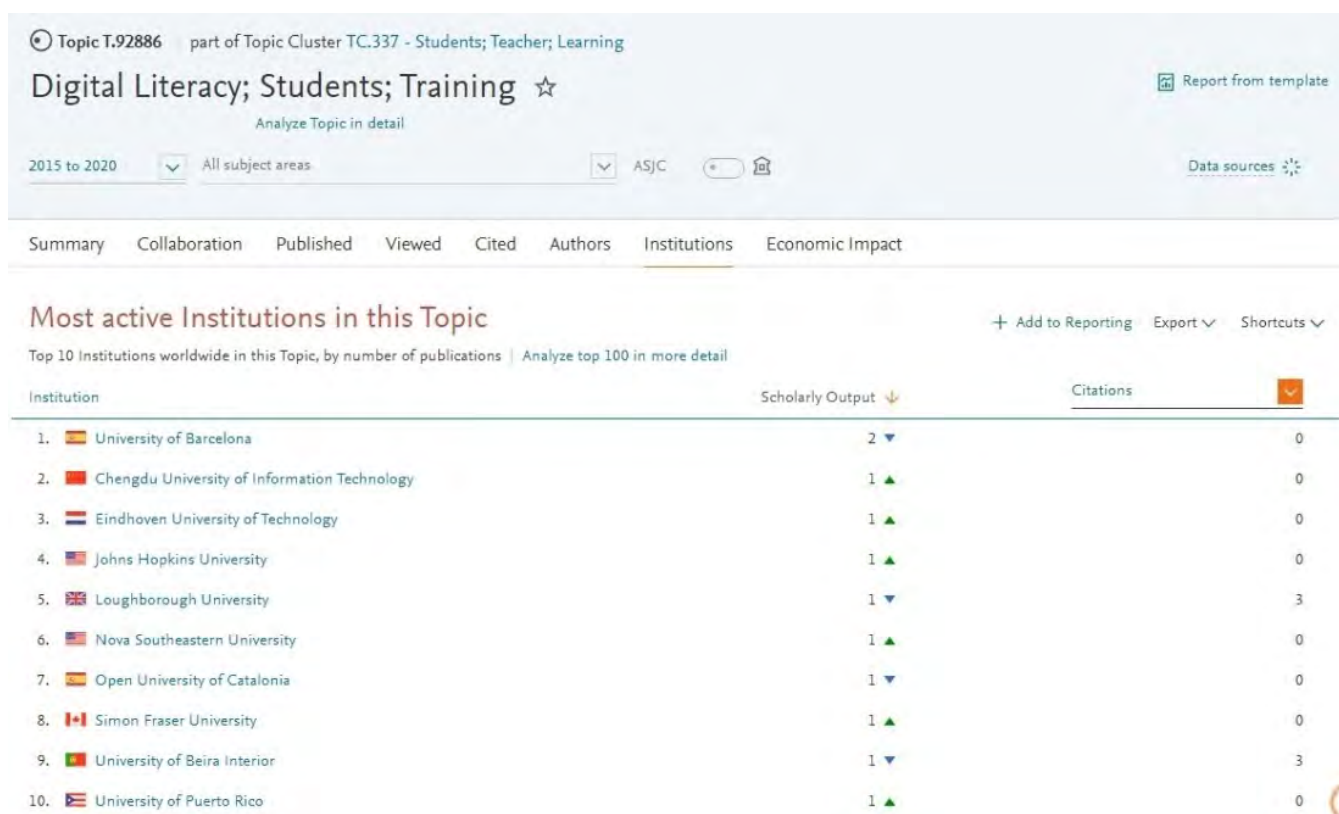 Topic T.92886 part of Topic Cluster TC.337 - Students; Teacher; Learning
Digital Literacy; Students; Training
Report from template
Analyze Topic in detail
2015 to 2020 All subject areas ASJC Data sources
Summary Collaboration Published Viewed Cited Authors Institutions Economic Impact
Most active Institutions in this Topic
+ Add to Reporting Export Shortcuts
Top 10 Institutions worldwide in this Topic, by number of publications | Analyze top 100 in more detail
Institution Scholarly Output Citations
1. University of Barcelona 2 0
2. Chengdu University of Information Technology 1 0
3. Eindhoven University of Technology 1 0
4. Johns Hopkins University 1 0
5. Loughborough University 1 3
6. Nova Southeastern University 1 0
7. Open University of Catalonia 1 0
8. Simon Fraser University 1 0
9. University of Beira Interior 1 3
10. University of Puerto Rico 1 0